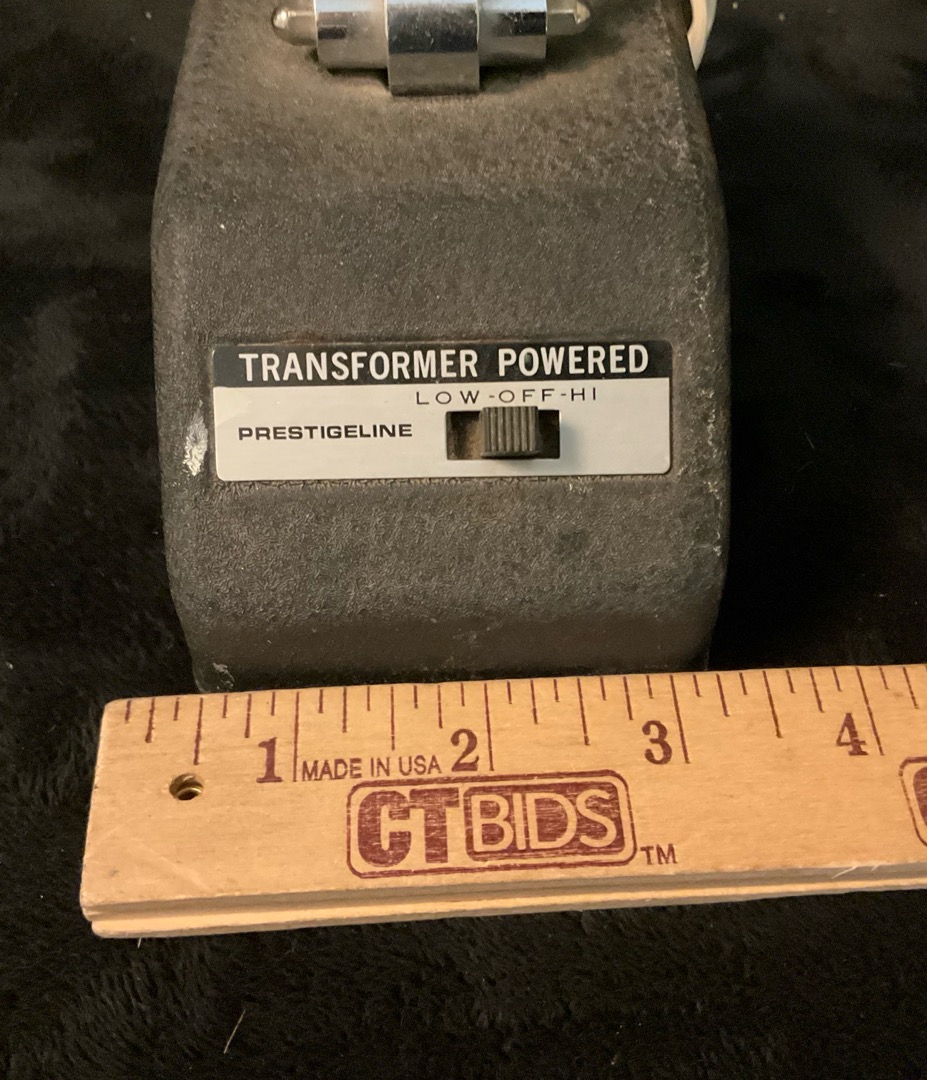 TRANSFORMER POWERED
LOW-OFF-HI
PRESTIGELINE
1 MADE IN USA 2 3 4
CTBIDS TM